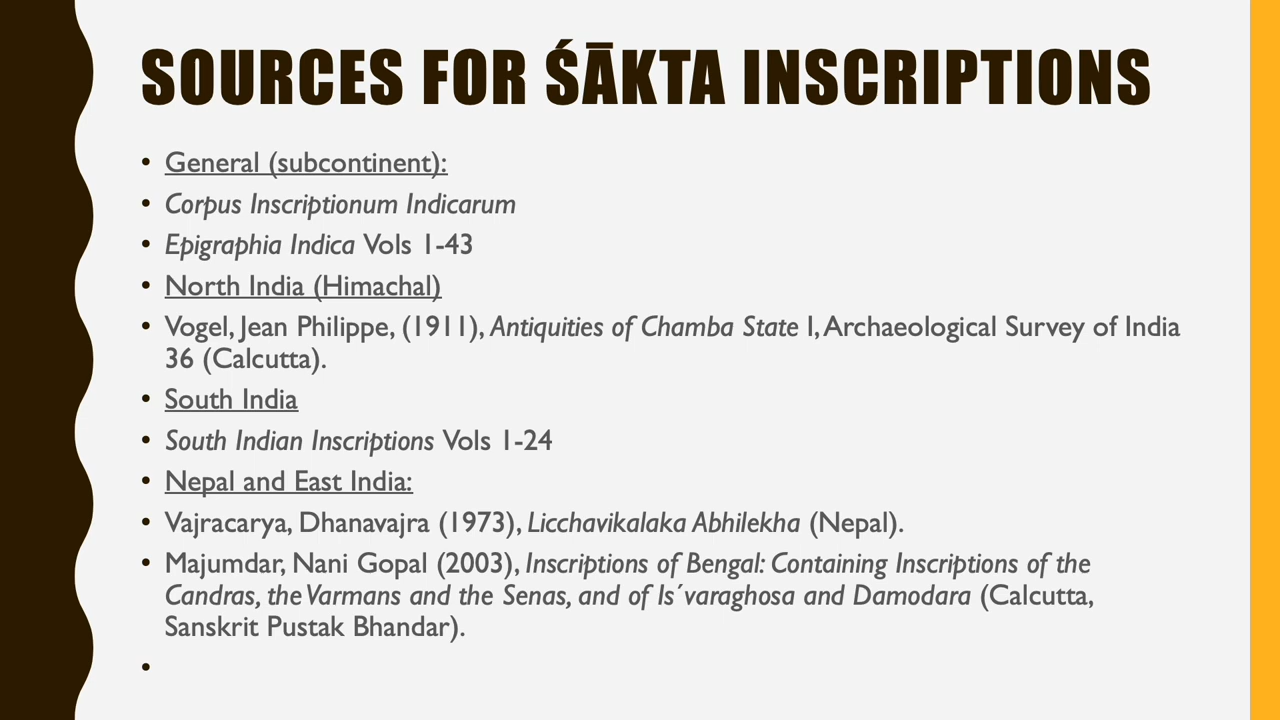 SOURCES FOR ŚĀKTA INSCRIPTIONS
• General (subcontinent):
• Corpus Inscriptionum Indicarum
• Epigraphia Indica Vols 1-43
• North India (Himachal)
• Vogel, Jean Philippe, (1911), Antiquities of Chamba State I, Archaeological Survey of India
36 (Calcutta).
• South India
• South Indian Inscriptions Vols 1-24
• Nepal and East India:
• Vajracarya, Dhanavajra (1973), Licchavikalaka Abhilekha (Nepal).
• Majumdar, Nani Gopal (2003), Inscriptions of Bengal: Containing Inscriptions of the
Candras, the Varmans and the Senas, and of Is´varaghosa and Damodara (Calcutta,
Sanskrit Pustak Bhandar).
•